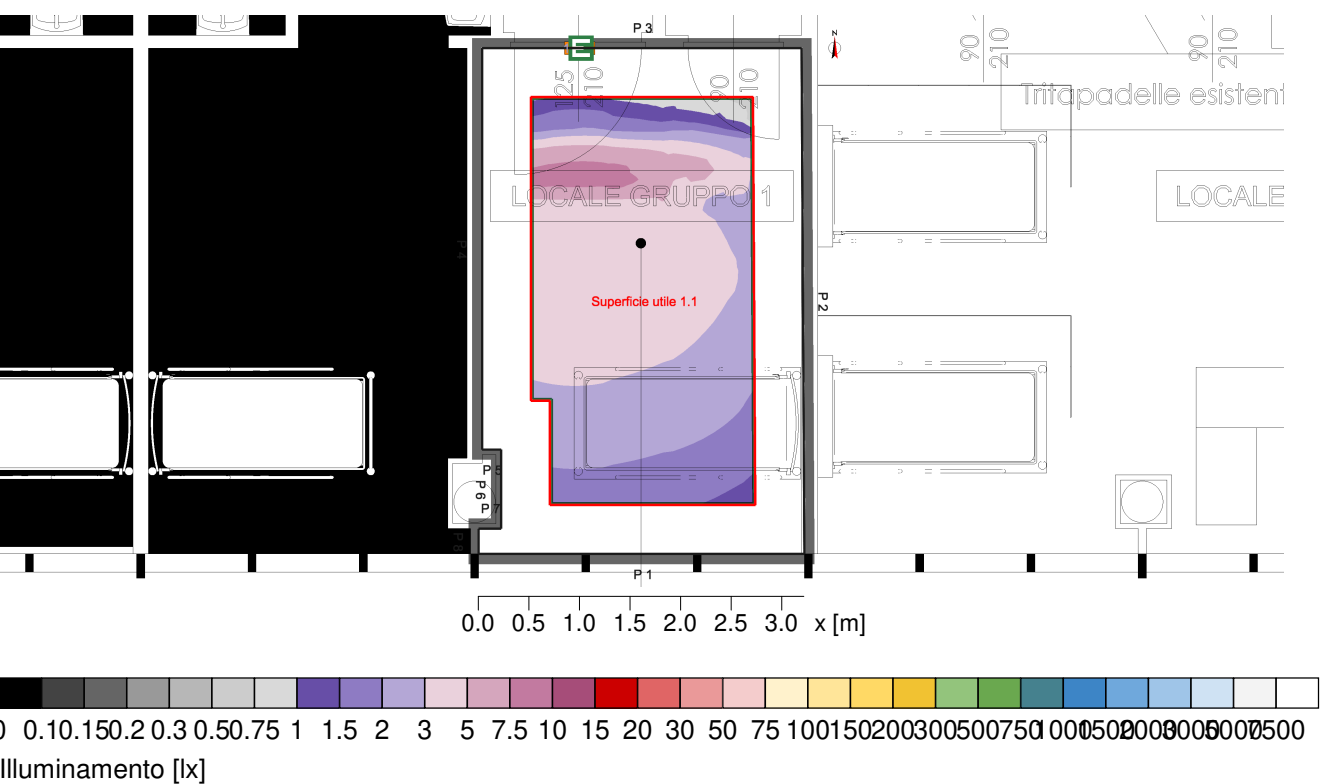 P 3
N
125
210
90
210
90
210
90
210
Tritapadelle esistent
LOCALE GRUPPO 1
LOCALE
P 4
Superficie utile 1.1
P 2
P 5
P 6
P 7
P 8
P 1
0.0 0.5 1.0 1.5 2.0 2.5 3.0 x [m]
0 0.1 0.15 0.2 0.3 0.5 0.75 1 1.5 2 3 5 7.5 10 15 20 30 50 75 100 150 200 300 500 750 1000 1500 2000 3000 5000 7500
Illuminamento [lx]